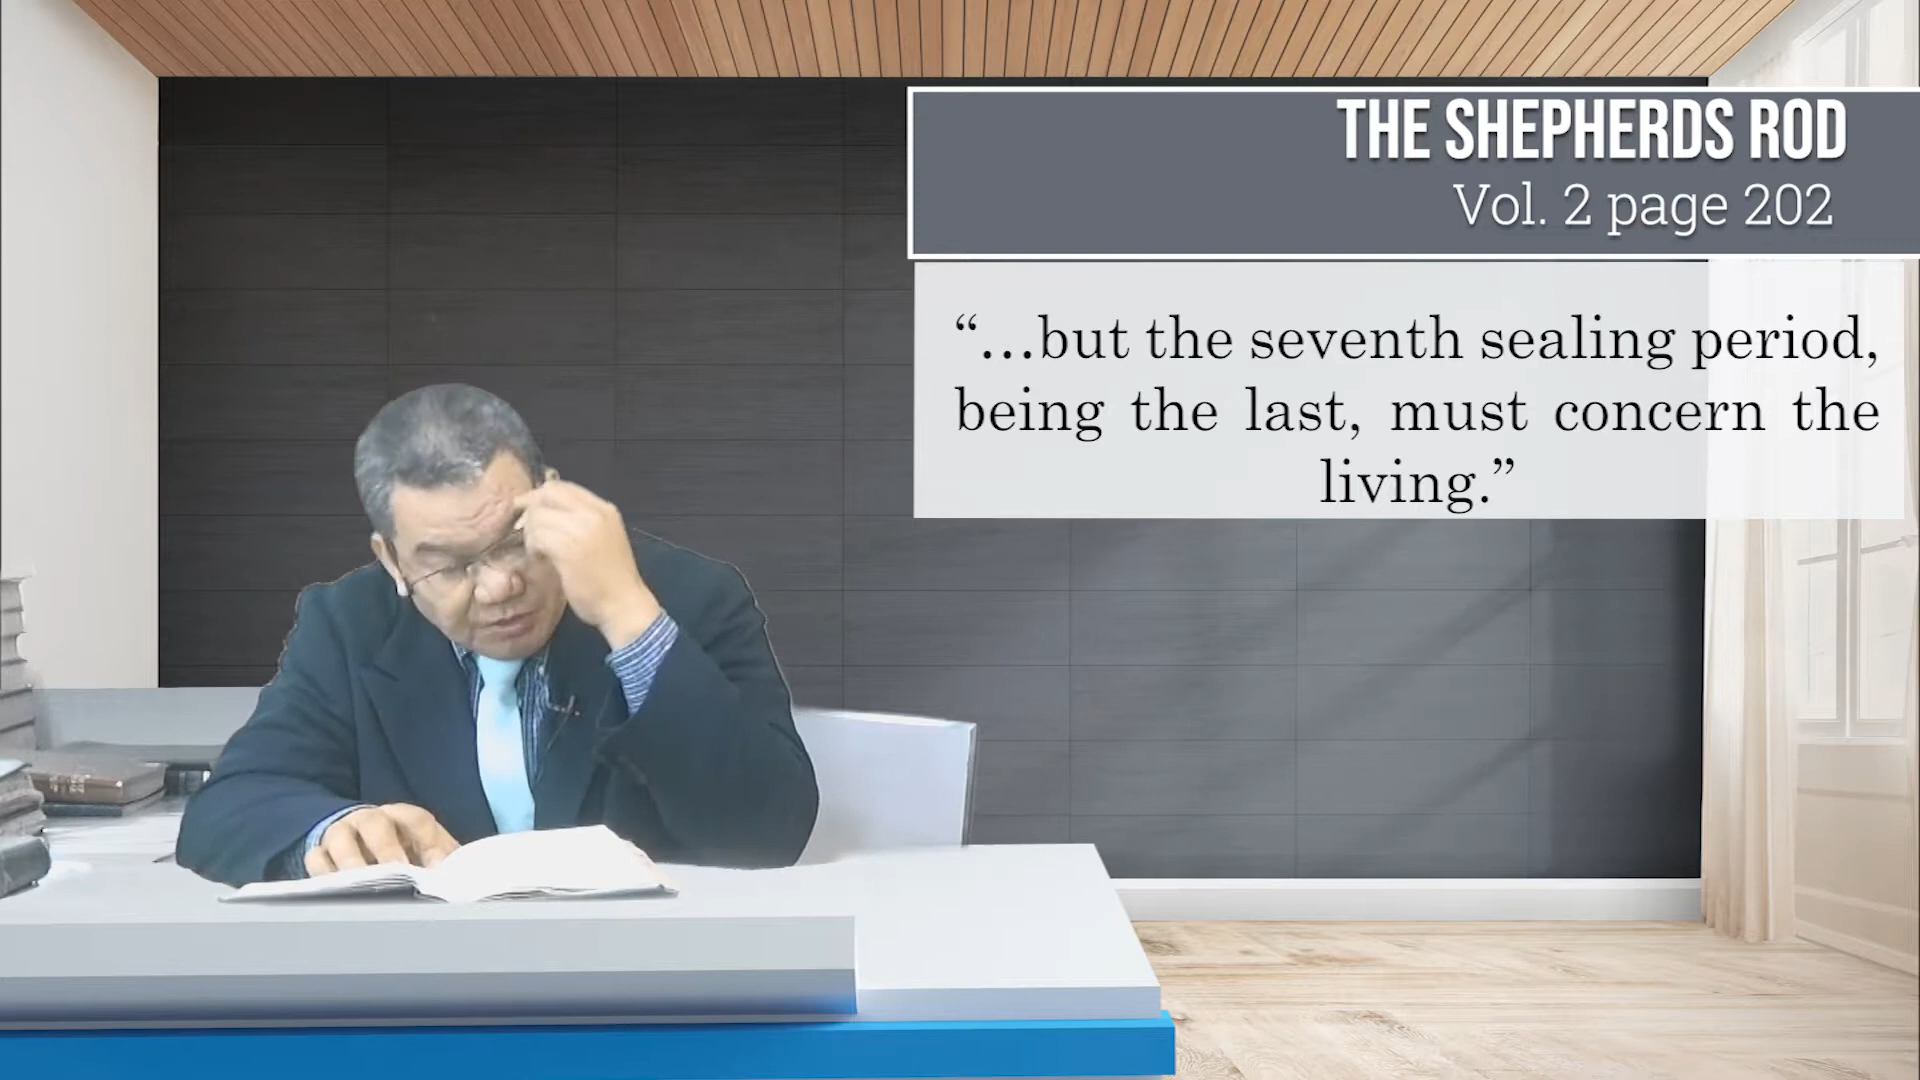 THE SHEPHERDS ROD
Vol. 2 page 202
“...but the seventh sealing period,
being the last, must concern the
living.”